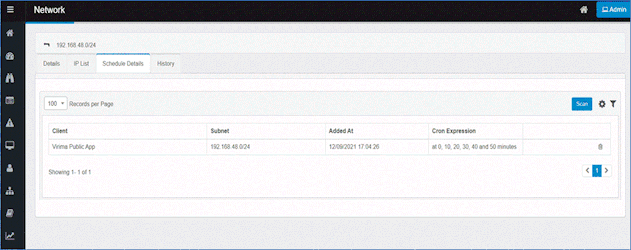 Network
Admin
192.168.48.0/24
Details IP List Schedule Details History
100 Records per Page Scan
Client Subnet Added At Cron Expression
Virima Public App 192.168.48.0/24 12/09/2021 17:04:26 at 0, 10, 20, 30, 40 and 50 minutes
Showing 1- 1 of 1
1